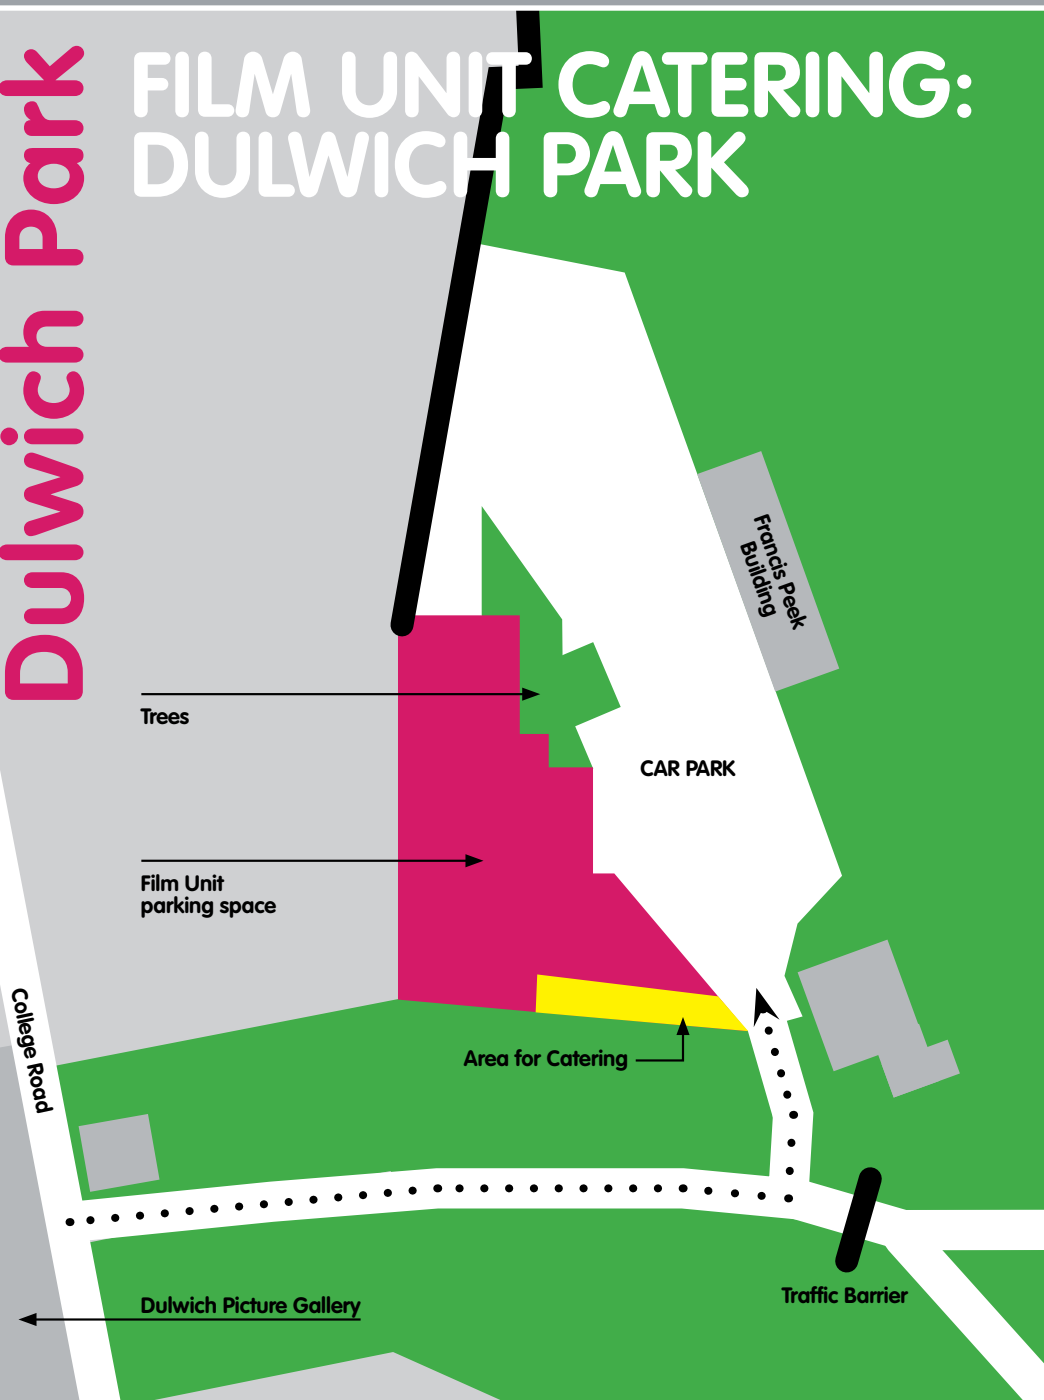 Dulwich Park
FILM UNIT CATERING:
DULWICH PARK
Francis Peek
Building
Trees
CAR PARK
Film Unit
parking space
College Road
Area for Catering
Traffic Barrier
Dulwich Picture Gallery